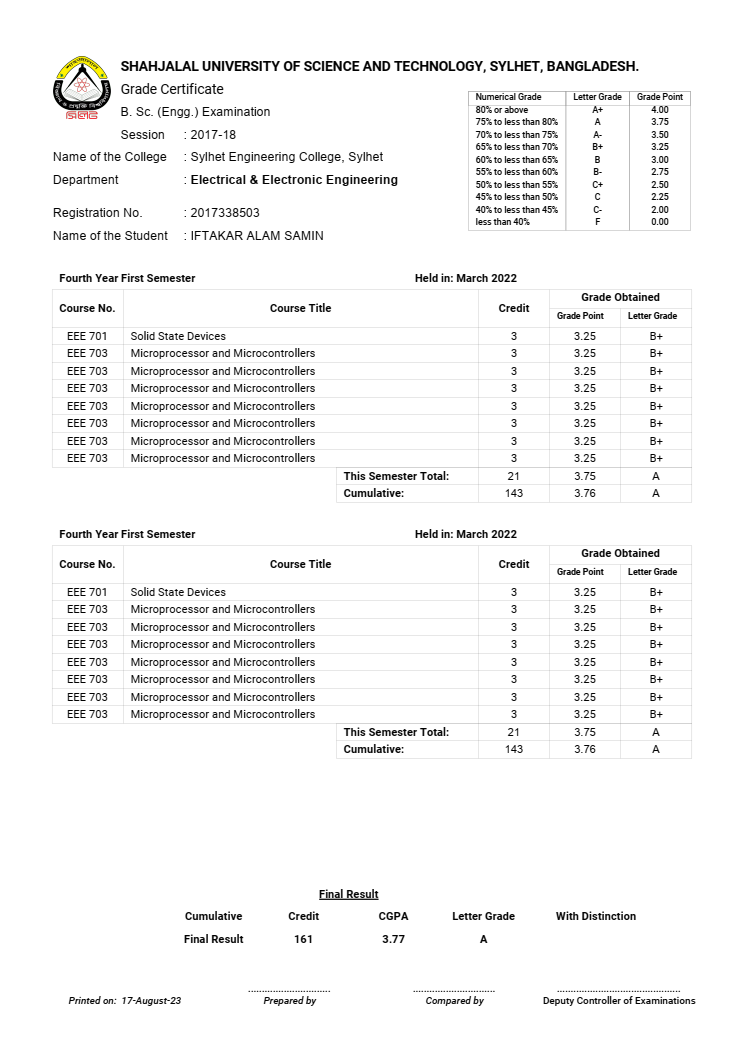 SHAHJALAL UNIVERSITY OF SCIENCE AND TECHNOLOGY, SYLHET, BANGLADESH.
Grade Certificate
B. Sc. (Engg.) Examination
Session : 2017-18
Name of the College : Sylhet Engineering College, Sylhet
Department : Electrical & Electronic Engineering
Registration No. : 2017338503
Name of the Student : IFTAKAR ALAM SAMIN
Numerical Grade Letter Grade Grade Point
80% or above A+ 4.00
75% to less than 80% A 3.75
70% to less than 75% A- 3.50
65% to less than 70% B+ 3.25
60% to less than 65% B 3.00
55% to less than 60% B- 2.75
50% to less than 55% C+ 2.50
45% to less than 50% C 2.25
40% to less than 45% C- 2.00
less than 40% F 0.00
Fourth Year First Semester Held in: March 2022
Course No. Course Title Credit Grade Obtained
Grade Point Letter Grade
EEE 701 Solid State Devices 3 3.25 B+
EEE 703 Microprocessor and Microcontrollers 3 3.25 B+
EEE 703 Microprocessor and Microcontrollers 3 3.25 B+
EEE 703 Microprocessor and Microcontrollers 3 3.25 B+
EEE 703 Microprocessor and Microcontrollers 3 3.25 B+
EEE 703 Microprocessor and Microcontrollers 3 3.25 B+
EEE 703 Microprocessor and Microcontrollers 3 3.25 B+
EEE 703 Microprocessor and Microcontrollers 3 3.25 B+
This Semester Total: 21 3.75 A
Cumulative: 143 3.76 A
Fourth Year First Semester Held in: March 2022
Course No. Course Title Credit Grade Obtained
Grade Point Letter Grade
EEE 701 Solid State Devices 3 3.25 B+
EEE 703 Microprocessor and Microcontrollers 3 3.25 B+
EEE 703 Microprocessor and Microcontrollers 3 3.25 B+
EEE 703 Microprocessor and Microcontrollers 3 3.25 B+
EEE 703 Microprocessor and Microcontrollers 3 3.25 B+
EEE 703 Microprocessor and Microcontrollers 3 3.25 B+
EEE 703 Microprocessor and Microcontrollers 3 3.25 B+
EEE 703 Microprocessor and Microcontrollers 3 3.25 B+
This Semester Total: 21 3.75 A
Cumulative: 143 3.76 A
Final Result
Cumulative Credit CGPA Letter Grade With Distinction
Final Result 161 3.77 A
Printed on: 17-August-23 Prepared by Compared by Deputy Controller of Examinations